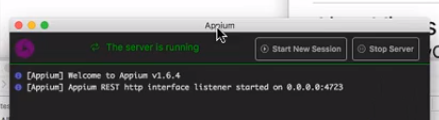 Appium
The server is running
Start New Session
Stop Server
[Appium] Welcome to Appium v1.6.4
[Appium] Appium REST http interface listener started on 0.0.0.0:4723